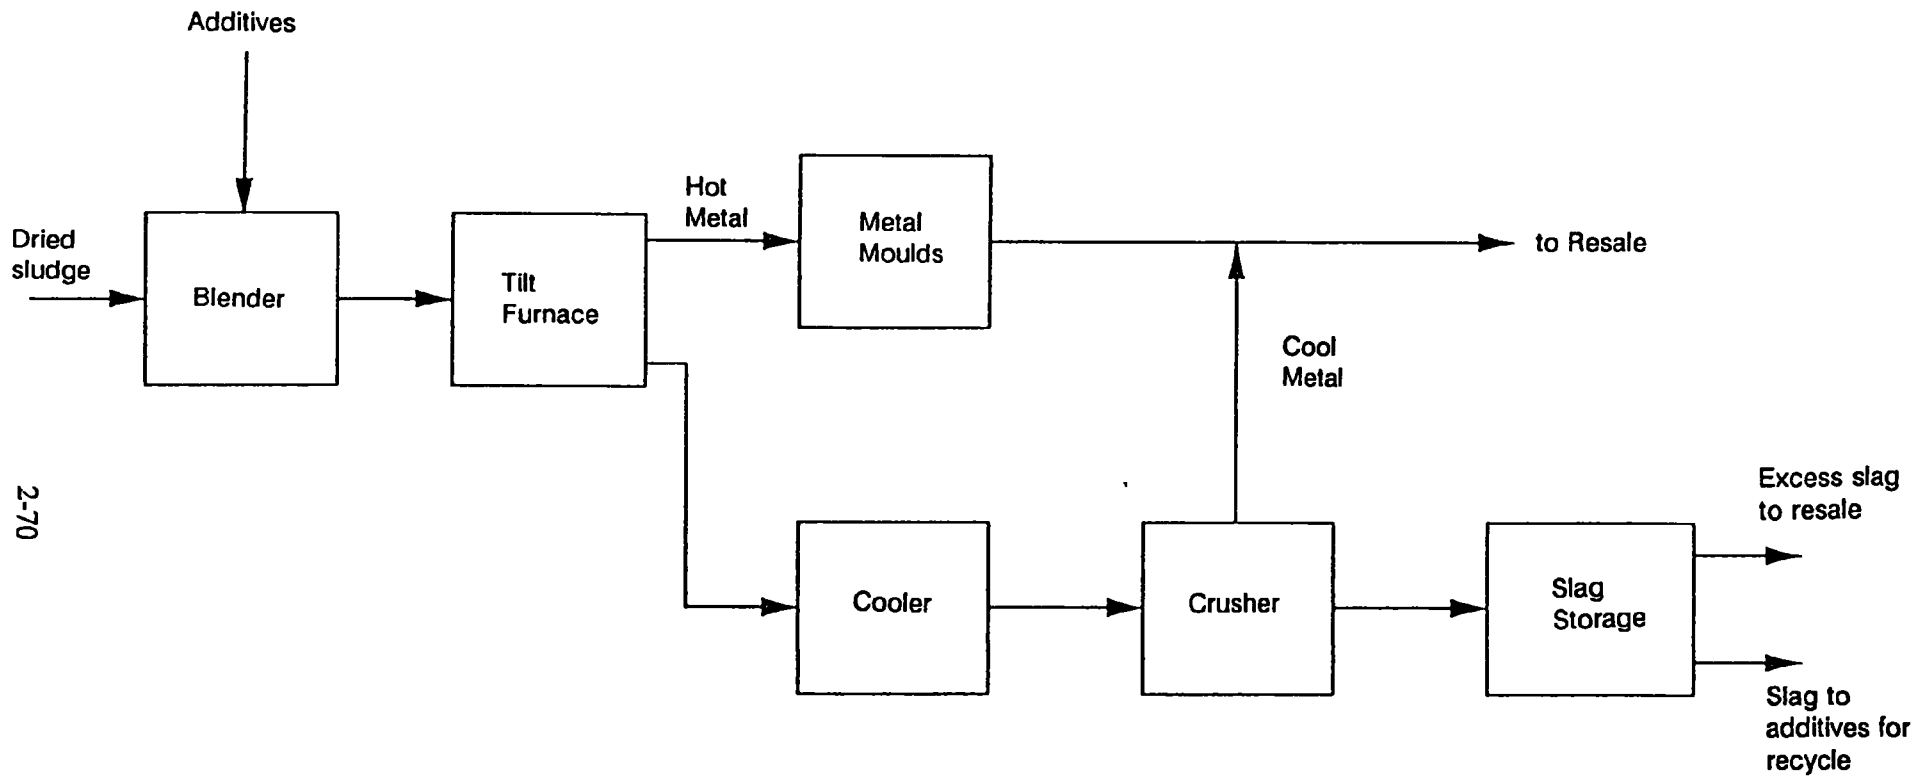 Additives
Dried
sludge
Blender
Tilt
Furnace
Hot
Metal
Metal
Moulds
to Resale
Cool
Metal
Cooler
Crusher
Slag
Storage
Excess slag
to resale
Slag to
additives for
recycle
2-70